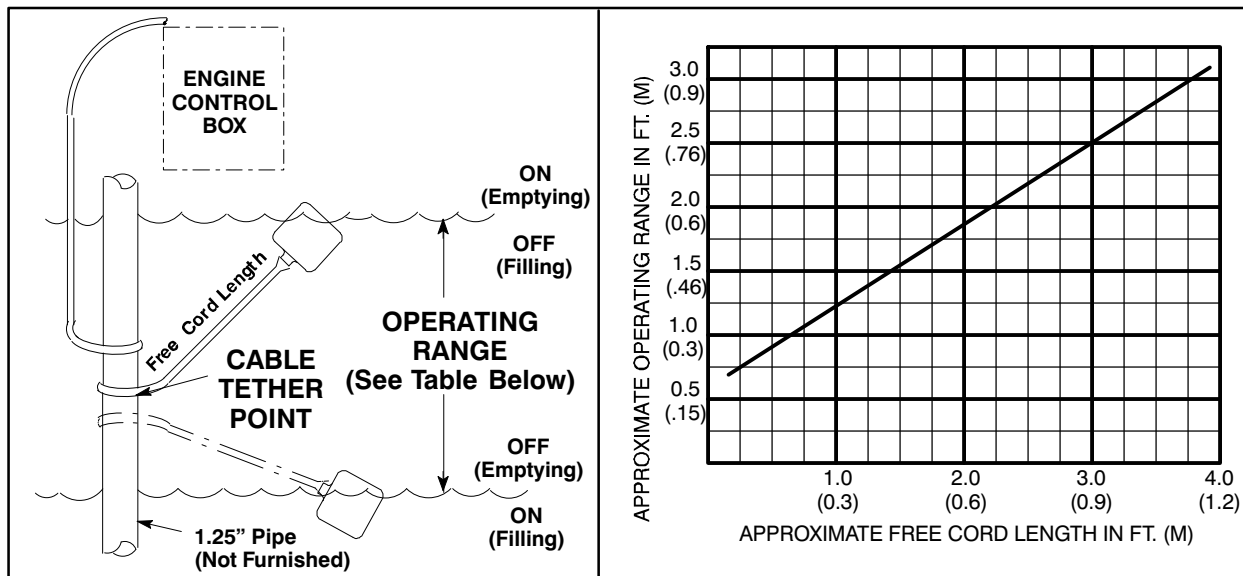 ENGINE
CONTROL
BOX
ON
(Emptying)
OFF
(Filling)
Free Cord Length
OPERATING
RANGE
(See Table Below)
CABLE
TETHER
POINT
OFF
(Emptying)
ON
(Filling)
1.25” Pipe
(Not Furnished)
APPROXIMATE OPERATING RANGE IN FT. (M)
3.0
(0.9)
2.5
(.76)
2.0
(0.6)
1.5
(.46)
1.0
(0.3)
0.5
(.15)
1.0 2.0 3.0 4.0
(0.3) (0.6) (0.9) (1.2)
APPROXIMATE FREE CORD LENGTH IN FT. (M)